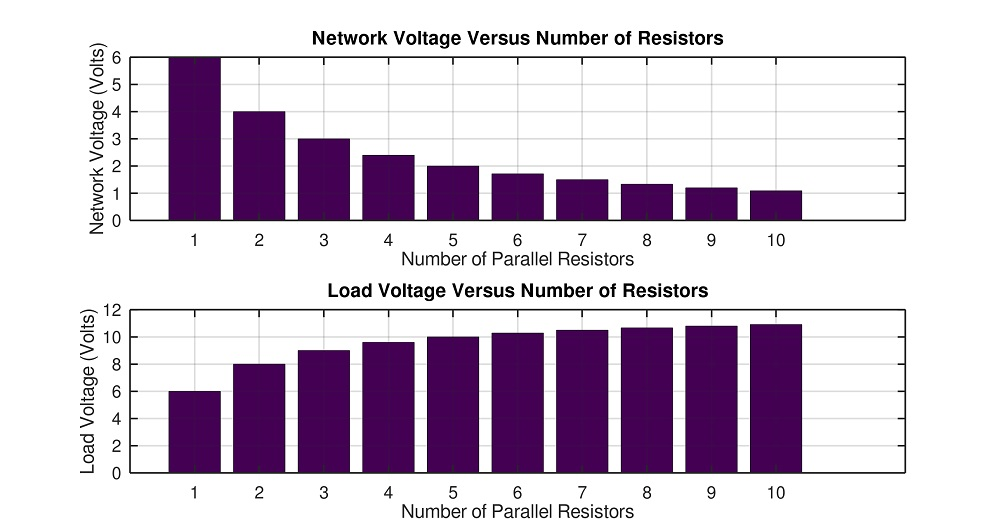 Network Voltage Versus Number of Resistors
Network Voltage (Volts)
6
5
4
3
2
1
0
1 2 3 4 5 6 7 8 9 10
Number of Parallel Resistors
Load Voltage Versus Number of Resistors
Load Voltage (Volts)
12
10
8
6
4
2
0
1 2 3 4 5 6 7 8 9 10
Number of Parallel Resistors